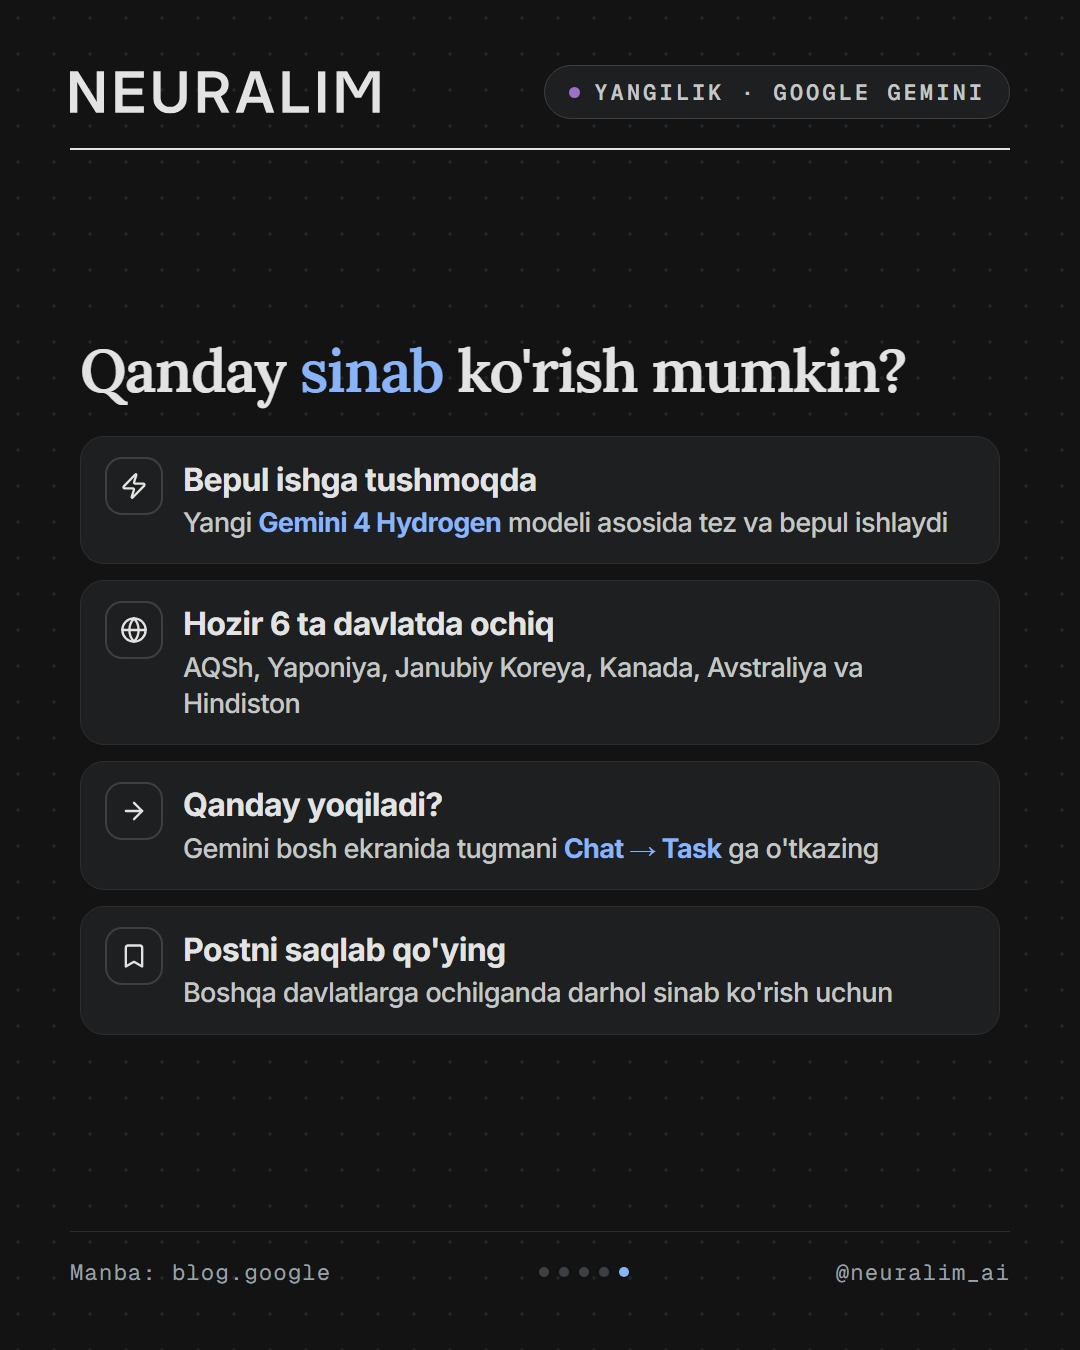 NEURALIM
YANGILIK · GOOGLE GEMINI
Qanday sinab ko'rish mumkin?
Bepul ishga tushmoqda
Yangi Gemini 4 Hydrogen modeli asosida tez va bepul ishlaydi
Hozir 6 ta davlatda ochiq
AQSh, Yaponiya, Janubiy Koreya, Kanada, Avstraliya va
Hindiston
Qanday yoqiladi?
Gemini bosh ekranida tugmani Chat → Task ga o'tkazing
Postni saqlab qo'ying
Boshqa davlatlarga ochilganda darhol sinab ko'rish uchun
Manba: blog.google
@neuralim_ai